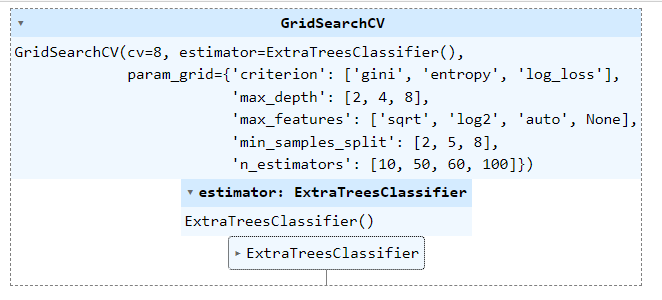 GridSearchCV
GridSearchCV(cv=8, estimator=ExtraTreesClassifier(),
param_grid={'criterion': ['gini', 'entropy', 'log_loss'],
'max_depth': [2, 4, 8],
'max_features': ['sqrt', 'log2', 'auto', None],
'min_samples_split': [2, 5, 8],
'n_estimators': [10, 50, 60, 100]})
estimator: ExtraTreesClassifier
ExtraTreesClassifier()
ExtraTreesClassifier